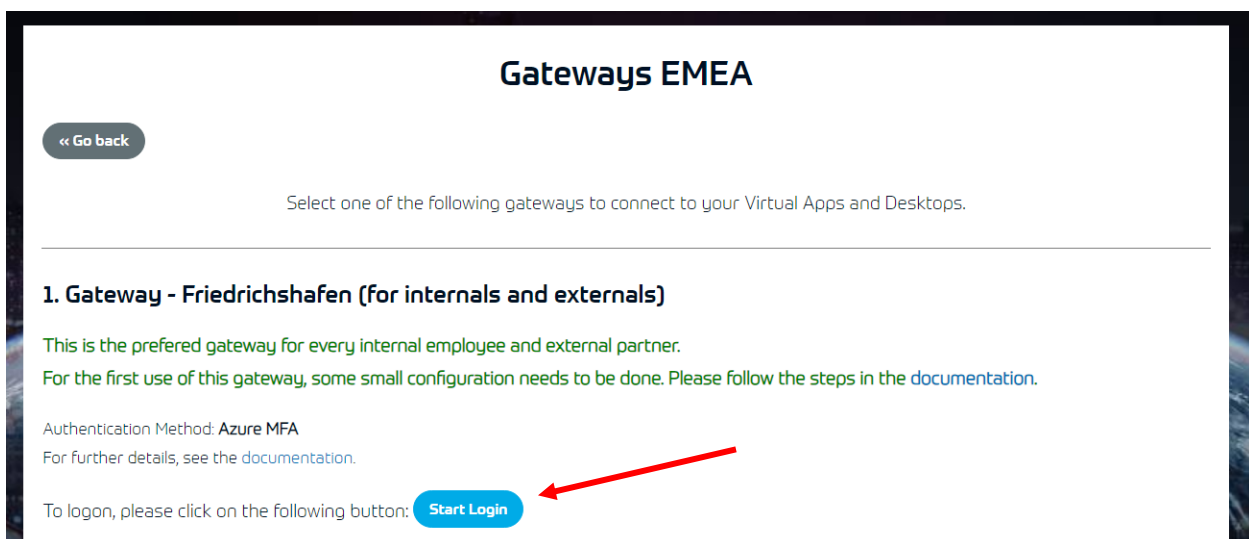 Gateways EMEA
« Go back
Select one of the following gateways to connect to your Virtual Apps and Desktops.
1. Gateway - Friedrichshafen (for internals and externals)
This is the prefered gateway for every internal employee and external partner.
For the first use of this gateway, some small configuration needs to be done. Please follow the steps in the documentation.
Authentication Method: Azure MFA
For further details, see the documentation.
To logon, please click on the following button: Start Login